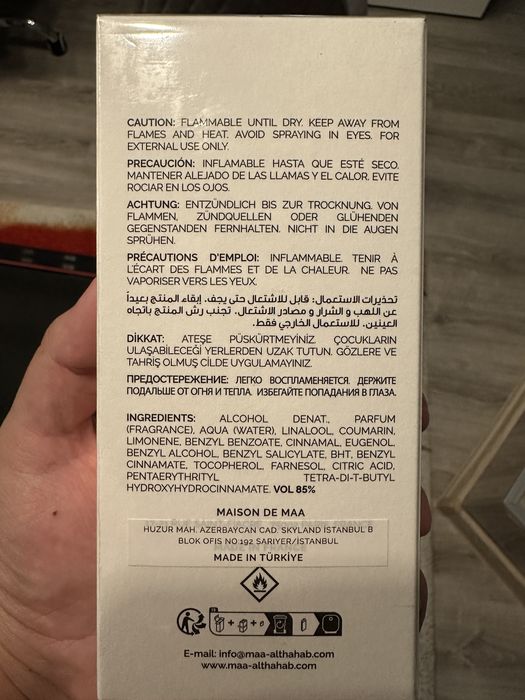 CAUTION: FLAMMABLE UNTIL DRY. KEEP AWAY FROM
FLAMES AND HEAT. AVOID SPRAYING IN EYES. FOR
EXTERNAL USE ONLY.
PRECAUCIÓN: INFLAMABLE HASTA QUE ESTÉ SECO.
MANTENER ALEJADO DE LAS LLAMAS Y EL CALOR. EVITE
ROCIAR EN LOS OJOS.
ACHTUNG: ENTZÜNDLICH BIS ZUR TROCKNUNG. VON
FLAMMEN, ZÜNDQUELLEN ODER GLÜHENDEN
GEGENSTANDEN FERNHALTEN. NICHT IN DIE AUGEN
SPRÜHEN.
PRÉCAUTIONS D'EMPLOI: INFLAMMABLE. TENIR À
L'ÉCART DES FLAMMES ET DE LA CHALEUR. NE PAS
VAPORISER VERS LES YEUX.
تحذيرات الاستعمال: قابل للاشتعال حتى يجف. إبقاء المنتج بعيداً
عن اللهب و الشرار و مصادر الاشتعال. تجنب رش المنتج باتجاه
العينين. للاستعمال الخارجي فقط.
DİKKAT: ATEŞE PÜSKÜRTMEYİNİZ. ÇOCUKLARIN
ULAŞABİLECEĞİ YERLERDEN UZAK TUTUN. GÖZLERE VE
TAHRİŞ OLMUŞ CİLDE UYGULAMAYINIZ.
ПРЕДОСТЕРЕЖЕНИЕ: ЛЕГКО ВОСПЛАМЕНЯЕТСЯ. ДЕРЖИТЕ
ПОДАЛЬШЕ ОТ ОГНЯ И ТЕПЛА. ИЗБЕГАЙТЕ ПОПАДАНИЯ В ГЛАЗА.
INGREDIENTS: ALCOHOL DENAT., PARFUM
(FRAGRANCE), AQUA (WATER), LINALOOL, COUMARIN,
LIMONENE, BENZYL BENZOATE, CINNAMAL, EUGENOL,
BENZYL ALCOHOL, BENZYL SALICYLATE, BHT, BENZYL
CINNAMATE, TOCOPHEROL, FARNESOL, CITRIC ACID,
PENTAERYTHRITYL TETRA-DI-T-BUTYL
HYDROXYHYDROCINNAMATE. VOL 85%
MAISON DE MAA
HUZUR MAH. AZERBAYCAN CAD. SKYLAND İSTANBUL B
BLOK OFIS NO:192 SARIYER/İSTANBUL
MADE IN FRANCE
MADE IN TÜRKİYE
E-mail: info@maa-althahab.com
www.maa-althahab.com